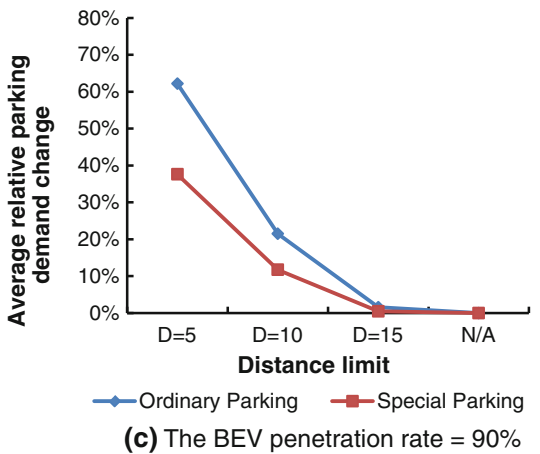 80%
70%
60%
50%
40%
30%
20%
10%
0%
Average relative parking
demand change
D=5 D=10 D=15 N/A
Distance limit
Ordinary Parking Special Parking
(c) The BEV penetration rate = 90%